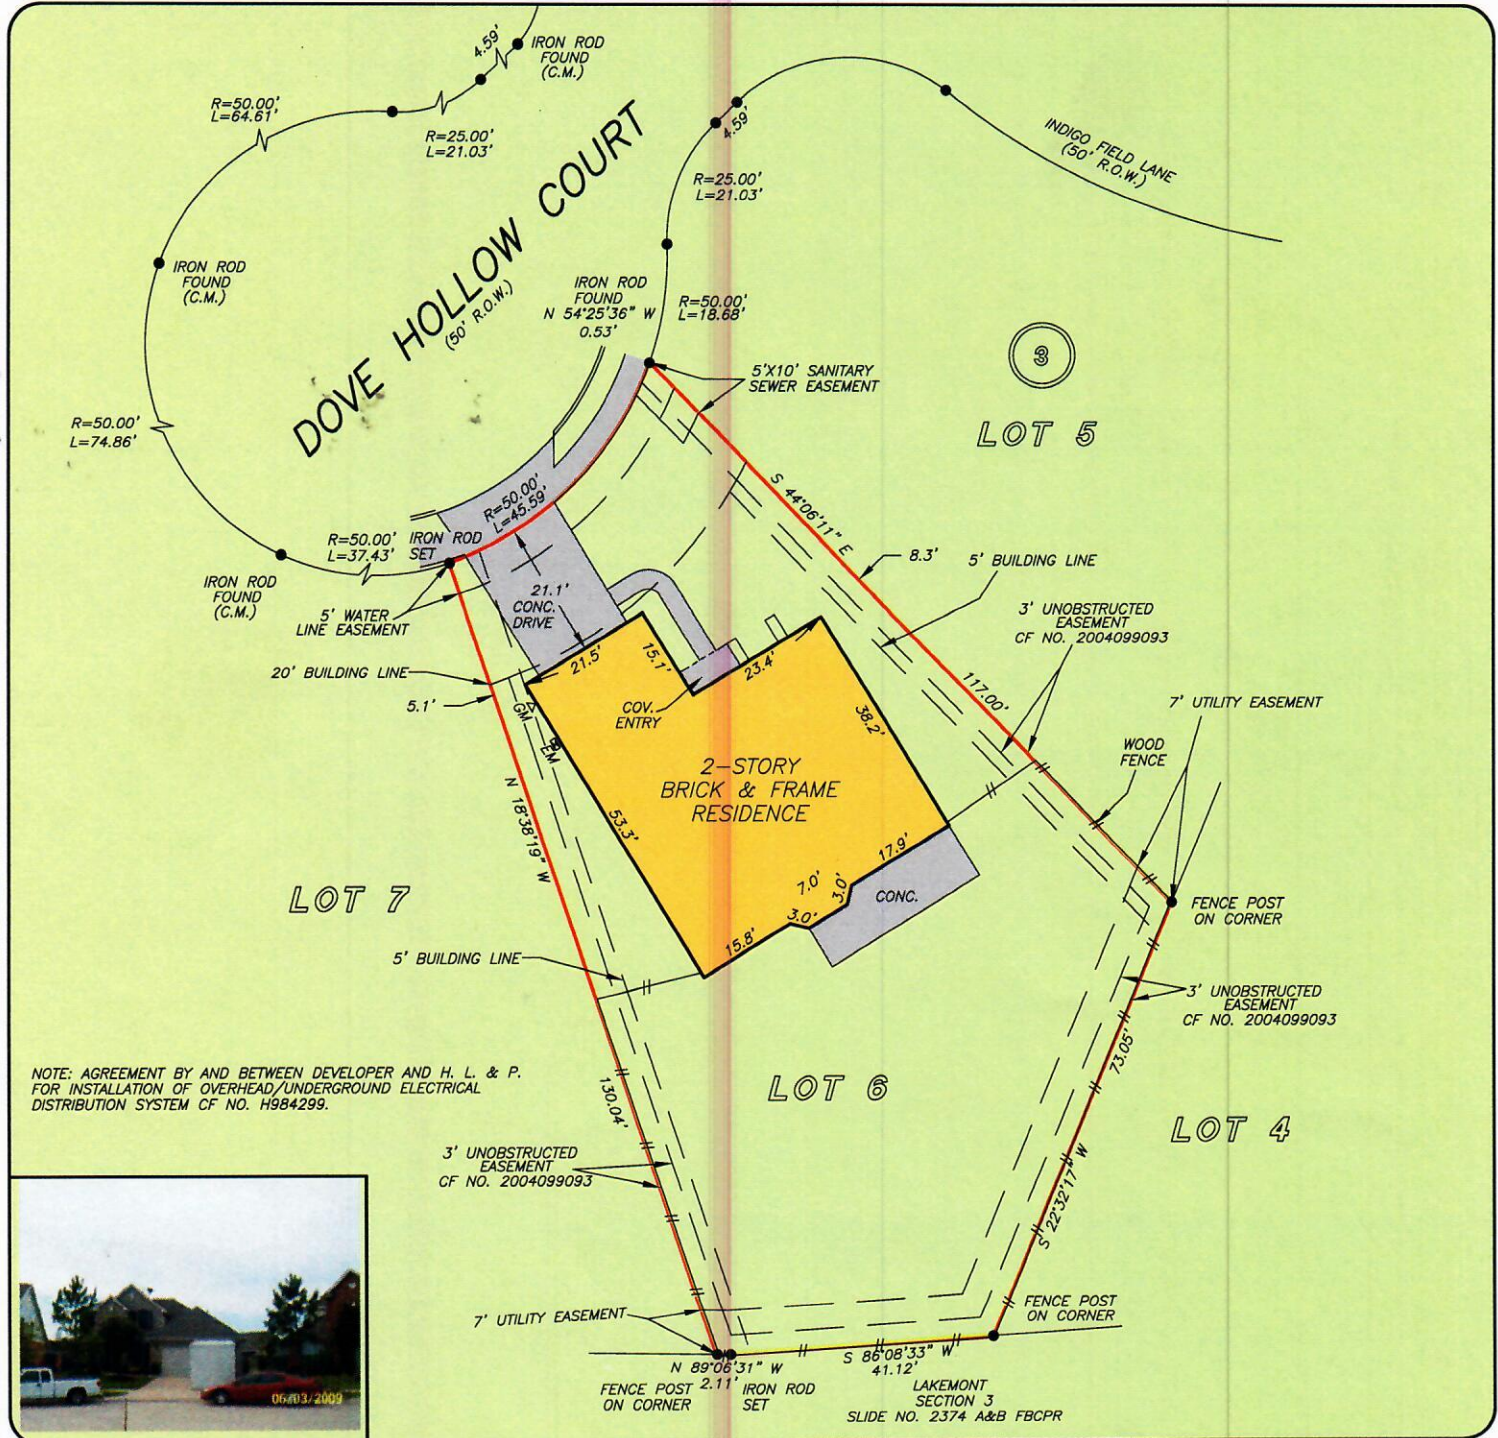 4.59'
IRON ROD
FOUND
(C.M.)
R=50.00'
L=64.61'
R=25.00'
L=21.03'
4.59'
INDIGO FIELD LANE
(50' R.O.W.)
R=25.00'
L=21.03'
DOVE HOLLOW COURT
(50' R.O.W.)
IRON ROD
FOUND
(C.M.)
IRON ROD
FOUND
N 54°25'36" W
0.53'
R=50.00'
L=18.68'
3
LOT 5
5'X10' SANITARY
SEWER EASEMENT
R=50.00'
L=74.86'
R=50.00'
L=45.59'
S 44°06'11" E
R=50.00'
L=37.43'
IRON ROD
SET
8.3'
5' BUILDING LINE
IRON ROD
FOUND
(C.M.)
5' WATER
LINE EASEMENT
21.1'
CONC.
DRIVE
3' UNOBSTRUCTED
EASEMENT
CF NO. 2004099093
20' BUILDING LINE
21.5'
15.1'
23.4'
117.00'
5.1'
GM
EM
COV.
ENTRY
38.2'
7' UTILITY EASEMENT
WOOD
FENCE
2-STORY
BRICK & FRAME
RESIDENCE
N 18°38'19" W
53.3'
17.9'
7.0'
3.0'
3.0'
15.8'
CONC.
LOT 7
FENCE POST
ON CORNER
5' BUILDING LINE
3' UNOBSTRUCTED
EASEMENT
CF NO. 2004099093
73.05'
NOTE: AGREEMENT BY AND BETWEEN DEVELOPER AND H. L. & P.
FOR INSTALLATION OF OVERHEAD/UNDERGROUND ELECTRICAL
DISTRIBUTION SYSTEM CF NO. H984299.
130.04'
LOT 6
LOT 4
3' UNOBSTRUCTED
EASEMENT
CF NO. 2004099093
S 22°32'17" W
7' UTILITY EASEMENT
FENCE POST
ON CORNER
N 89°06'31" W
2.11'
S 86°08'33" W
41.12'
FENCE POST
ON CORNER
IRON ROD
SET
LAKEMONT
SECTION 3
SLIDE NO. 2374 A&B FBCPR
06/03/2009